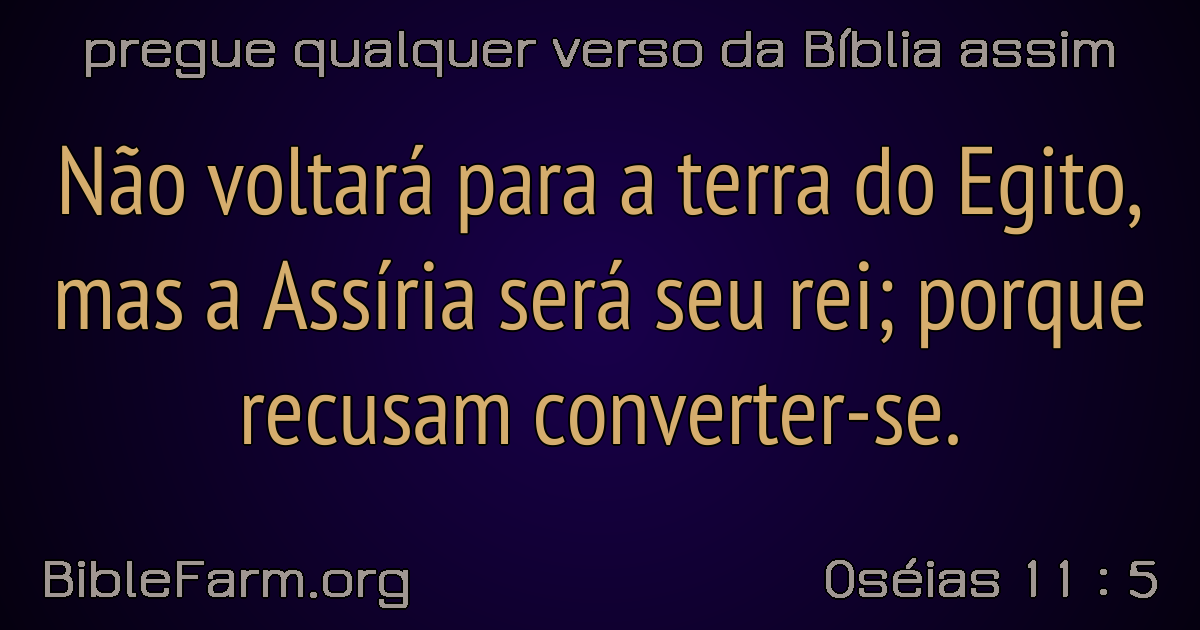 pregue qualquer verso da Bíblia assim
Não voltará para a terra do Egito,
mas a Assíria será seu rei; porque
recusam converter-se.
BibleFarm.org
Oséias 11 : 5